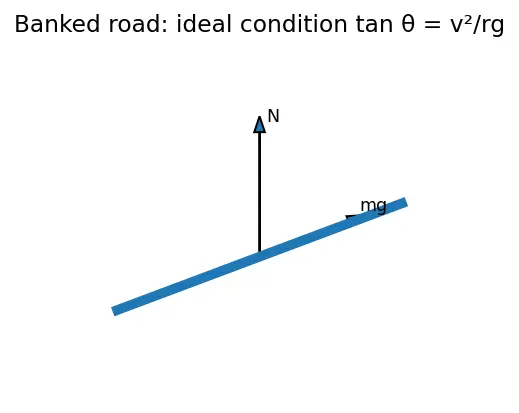 Banked road: ideal condition tan θ = v²/rg
N
mg